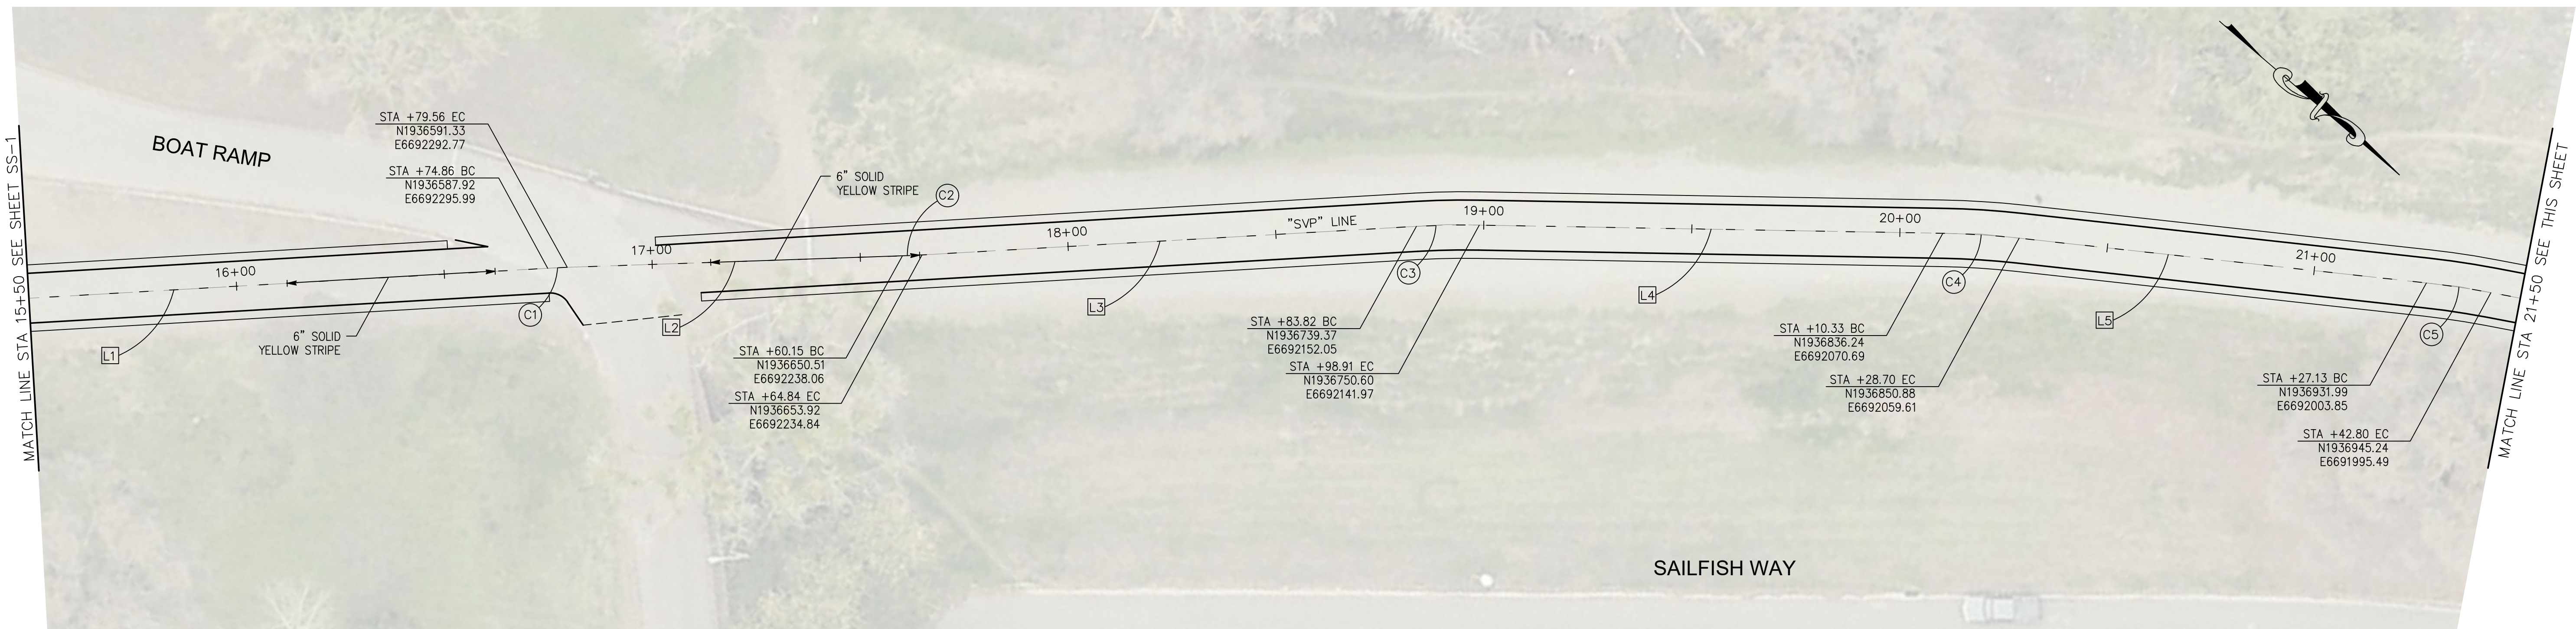 MATCH LINE STA 15+50 SEE SHEET SS-1
BOAT RAMP
STA +79.56 EC
N1936591.33
E6692292.77
STA +74.86 BC
N1936587.92
E6692295.99
16+00
L1
6" SOLID
YELLOW STRIPE
C1
17+00
L2
6" SOLID
YELLOW STRIPE
C2
STA +60.15 BC
N1936650.51
E6692238.06
STA +64.84 EC
N1936653.92
E6692234.84
18+00
L3
"SVP" LINE
C3
19+00
STA +83.82 BC
N1936739.37
E6692152.05
STA +98.91 EC
N1936750.60
E6692141.97
L4
20+00
C4
STA +10.33 BC
N1936836.24
E6692070.69
STA +28.70 EC
N1936850.88
E6692059.61
L5
21+00
C5
STA +27.13 BC
N1936931.99
E6692003.85
STA +42.80 EC
N1936945.24
E6691995.49
SAILFISH WAY
MATCH LINE STA 21+50 SEE THIS SHEET